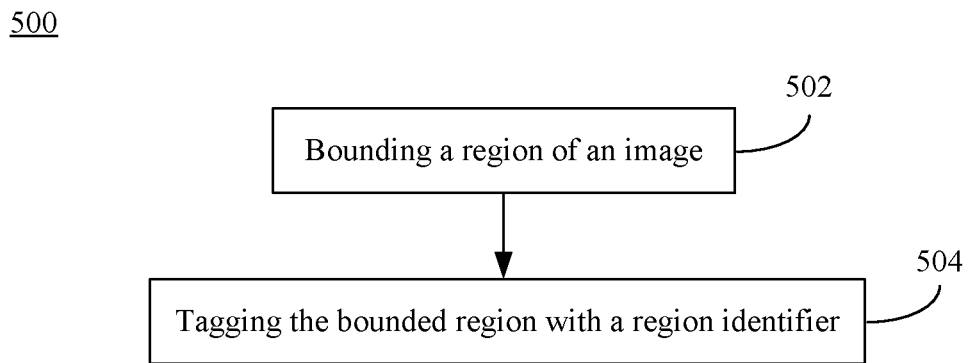 500
502
Bounding a region of an image
504
Tagging the bounded region with a region identifier